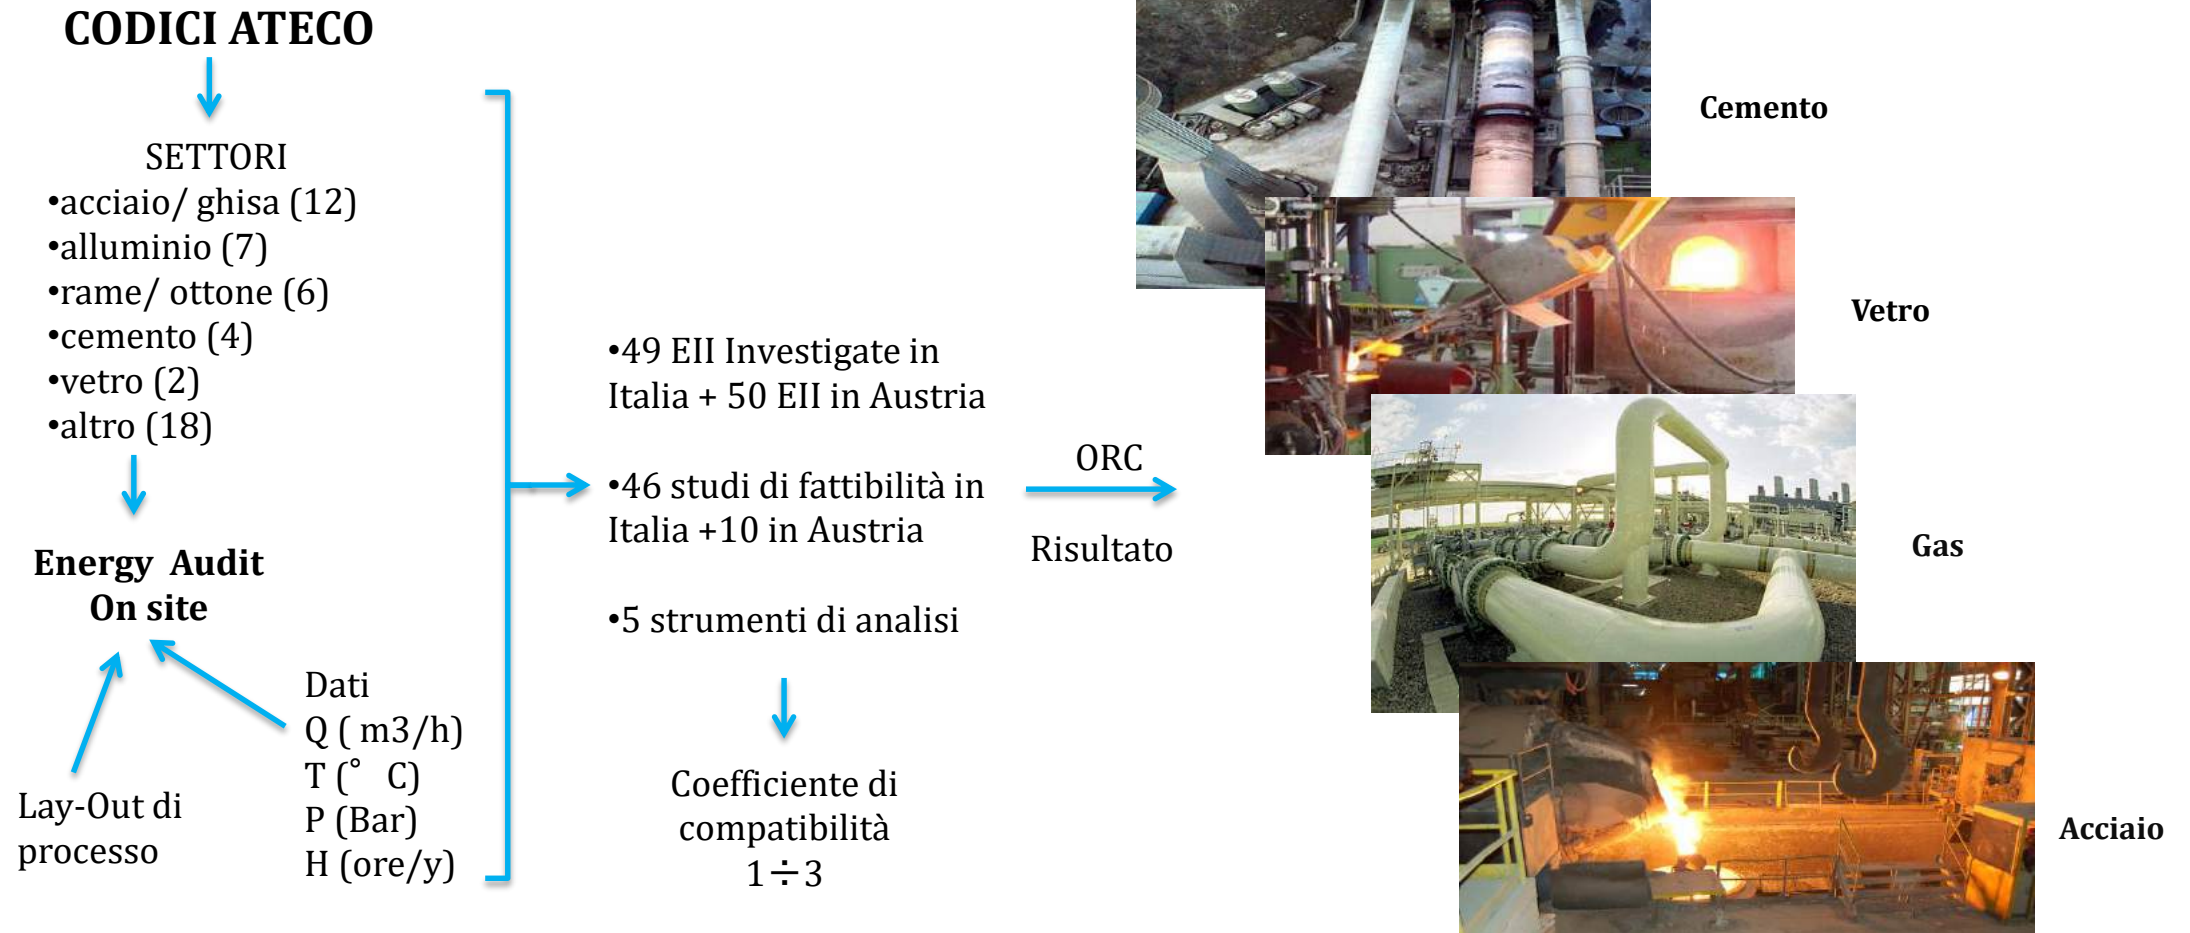 CODICI ATECO
SETTORI
•acciaio/ ghisa (12)
•alluminio (7)
•rame/ ottone (6)
•cemento (4)
•vetro (2)
•altro (18)
Energy  Audit
On site
Lay-Out di
processo
Dati
Q ( m3/h)
T (°  C)
P (Bar)
H (ore/y)
•49 EII Investigate in
Italia + 50 EII in Austria
•46 studi di fattibilità in
Italia +10 in Austria
•5 strumenti di analisi
Coefficiente di
compatibilità
1÷3
ORC
Risultato
Cemento
Vetro
Gas
Acciaio